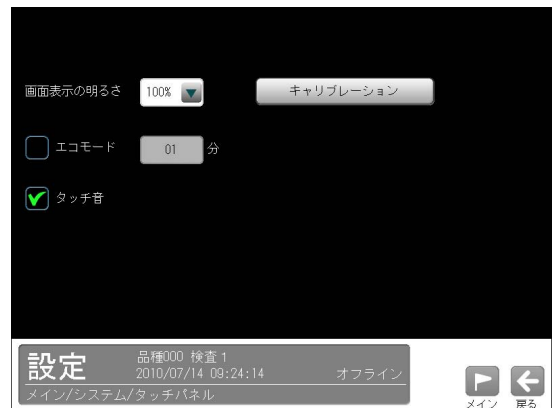 画面表示の明るさ 100% キャリブレーション
エコモード 01 分
タッチ音
設定 品種000 検査1
2010/07/14 09:24:14 オフライン
メイン/システム/タッチパネル
メイン 戻る